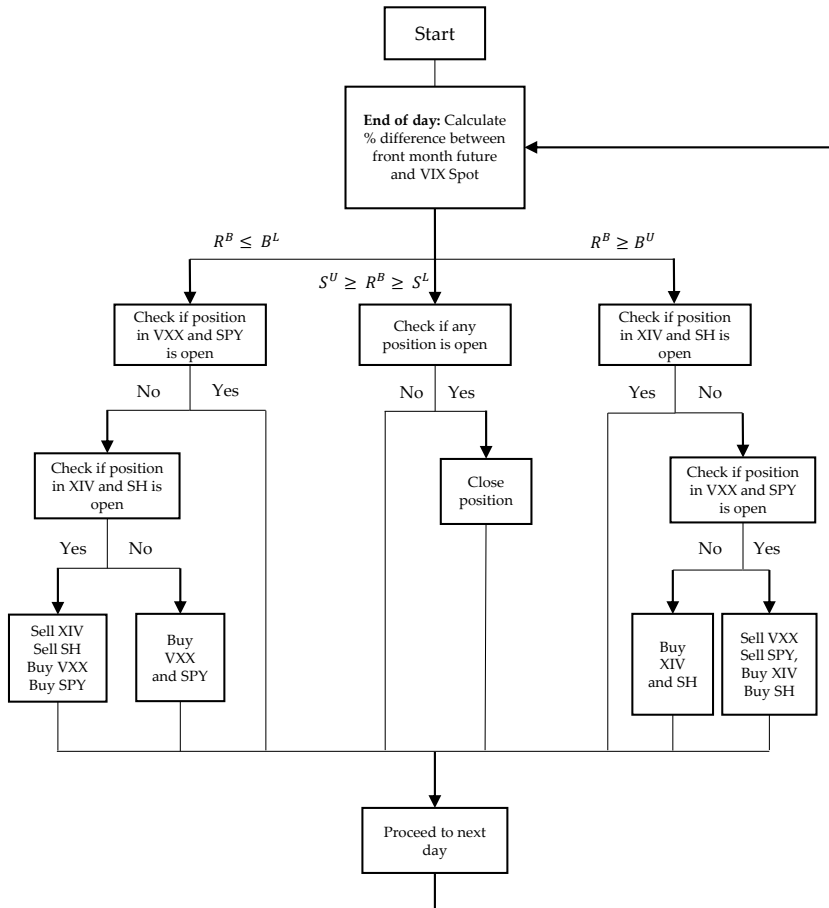 Start
End of day: Calculate
% difference between
front month future
and VIX Spot
R^B ≤ B^L
R^B ≥ B^U
S^U ≥ R^B ≥ S^L
Check if position
in VXX and SPY
is open
Check if any
position is open
Check if position
in XIV and SH is
open
No Yes
No Yes
Yes No
Check if position
in XIV and SH is
open
Close
position
Check if position
in VXX and SPY
is open
Yes No
No Yes
Sell XIV
Sell SH
Buy VXX
Buy SPY
Buy
VXX
and SPY
Buy
XIV
and SH
Sell VXX
Sell SPY,
Buy XIV
Buy SH
Proceed to next
day